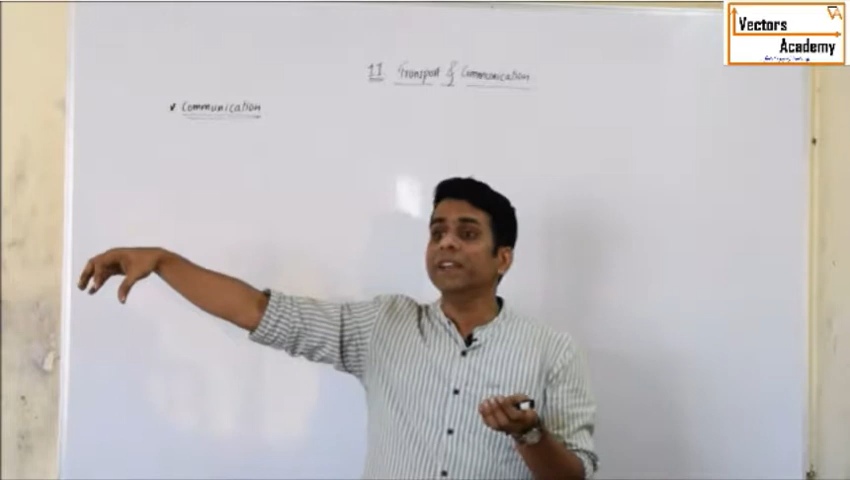 Vectors
Academy
11 Transport & Communication
Communication